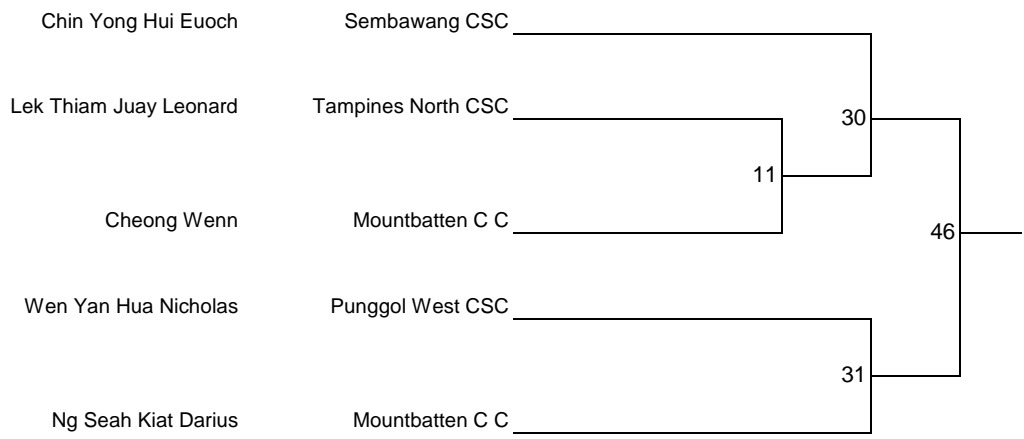 Chin Yong Hui Euoch Sembawang CSC
Lek Thiam Juay Leonard Tampines North CSC
30
11
Cheong Wenn Mountbatten C C
46
Wen Yan Hua Nicholas Punggol West CSC
31
Ng Seah Kiat Darius Mountbatten C C